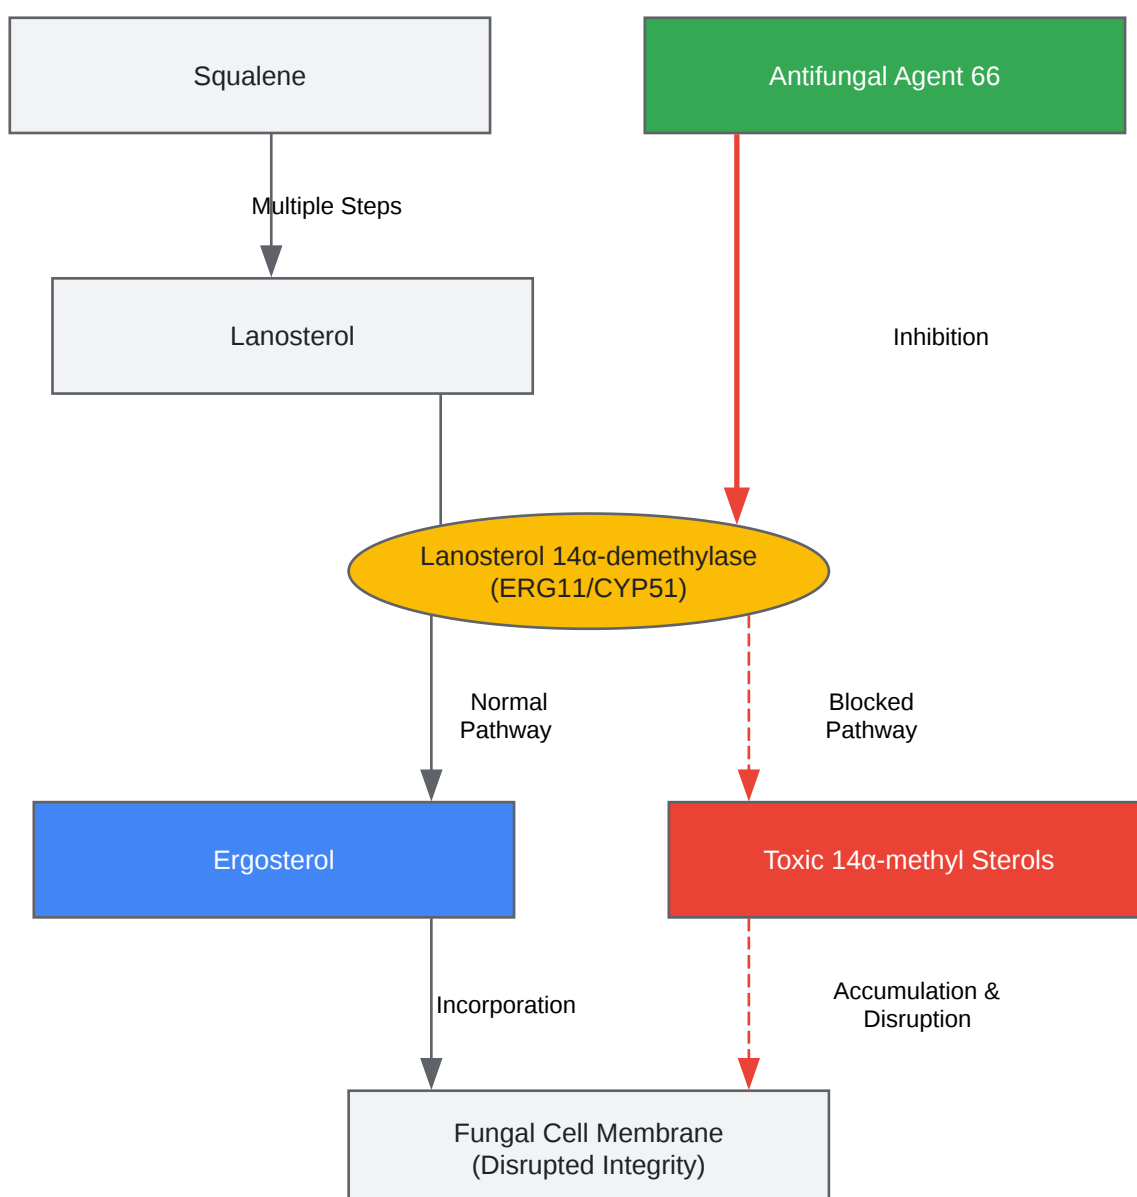 Squalene
Antifungal Agent 66
Multiple Steps
Lanosterol
Inhibition
Lanosterol 14α-demethylase
(ERG11/CYP51)
Normal
Pathway
Blocked
Pathway
Ergosterol
Toxic 14α-methyl Sterols
Incorporation
Accumulation &
Disruption
Fungal Cell Membrane
(Disrupted Integrity)